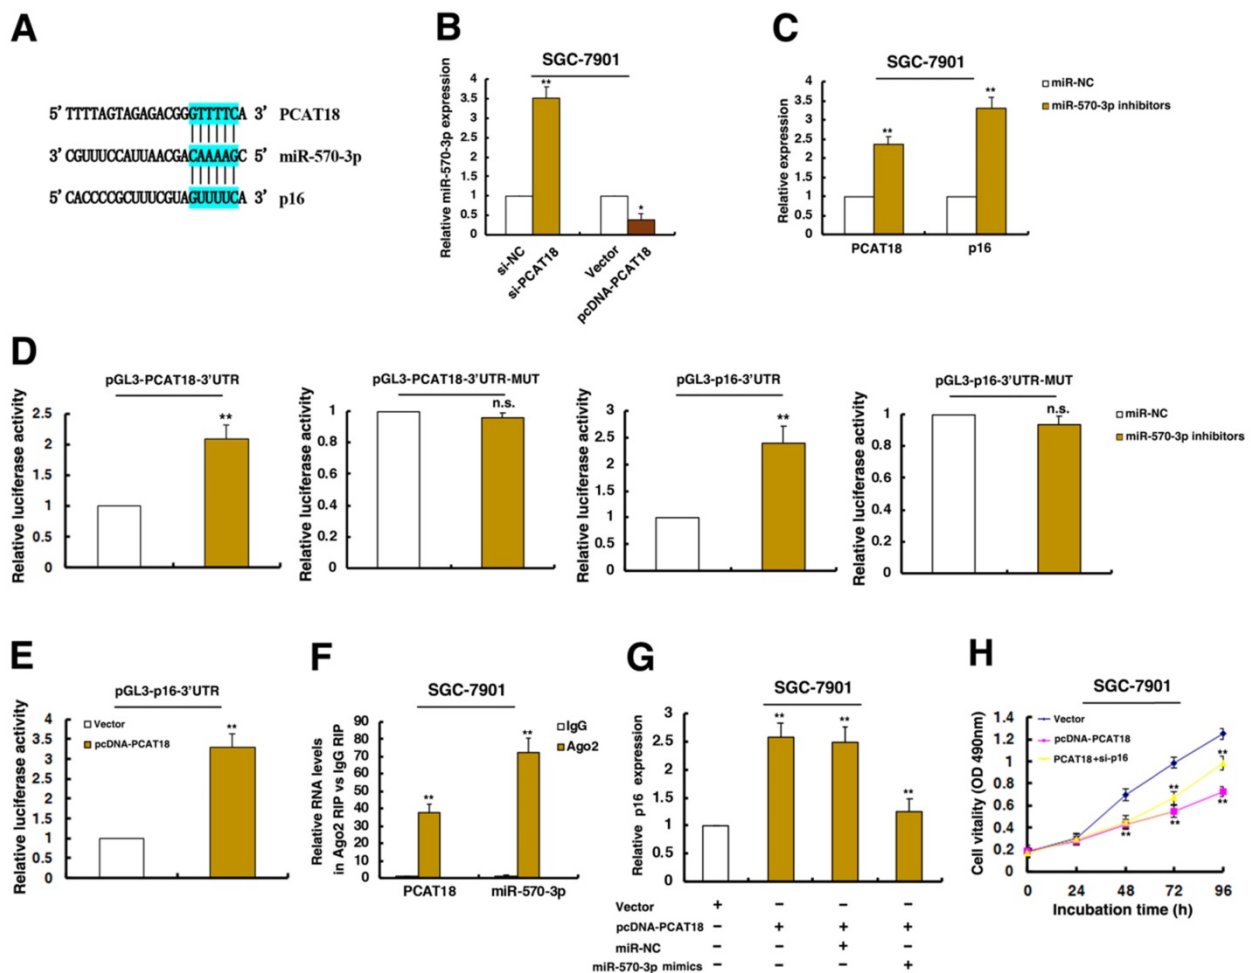 A
5' TTTTAGTAGAGACGGGTTTTCA 3' PCAT18
3' CGUUUCCAUUAACGACAAAAGC 5' miR-570-3p
5' CACCCCGCUUUCGUAGUUUUCA 3' p16
B
SGC-7901
Relative miR-570-3p expression
4
3.5
3
2.5
2
1.5
1
0.5
0
**
*
si-NC
si-PCAT18
Vector
pcDNA-PCAT18
C
SGC-7901
Relative expression
4
3.5
3
2.5
2
1.5
1
0.5
0
**
**
PCAT18
p16
miR-NC
miR-570-3p inhibitors
D
pGL3-PCAT18-3'UTR
Relative luciferase activity
2.5
2
1.5
1
0.5
0
**
pGL3-PCAT18-3'UTR-MUT
Relative luciferase activity
1
0.8
0.6
0.4
0.2
0
n.s.
pGL3-p16-3'UTR
Relative luciferase activity
3
2.5
2
1.5
1
0.5
0
**
pGL3-p16-3'UTR-MUT
Relative luciferase activity
1
0.8
0.6
0.4
0.2
0
n.s.
miR-NC
miR-570-3p inhibitors
E
pGL3-p16-3'UTR
Relative luciferase activity
4
3.5
3
2.5
2
1.5
1
0.5
0
Vector
pcDNA-PCAT18
**
F
SGC-7901
Relative RNA levels
in Ago2 RIP vs IgG RIP
90
80
70
60
50
40
30
20
10
0
IgG
Ago2
**
**
PCAT18
miR-570-3p
G
SGC-7901
Relative p16 expression
3
2.5
2
1.5
1
0.5
0
**
**
**
Vector + − − −
pcDNA-PCAT18 − + + +
miR-NC − − + −
miR-570-3p mimics − − − +
H
SGC-7901
Cell vitality (OD 490nm)
1.4
1.2
1
0.8
0.6
0.4
0.2
0
Vector
pcDNA-PCAT18
PCAT18+si-p16
**
**
**
**
**
0 24 48 72 96
Incubation time (h)